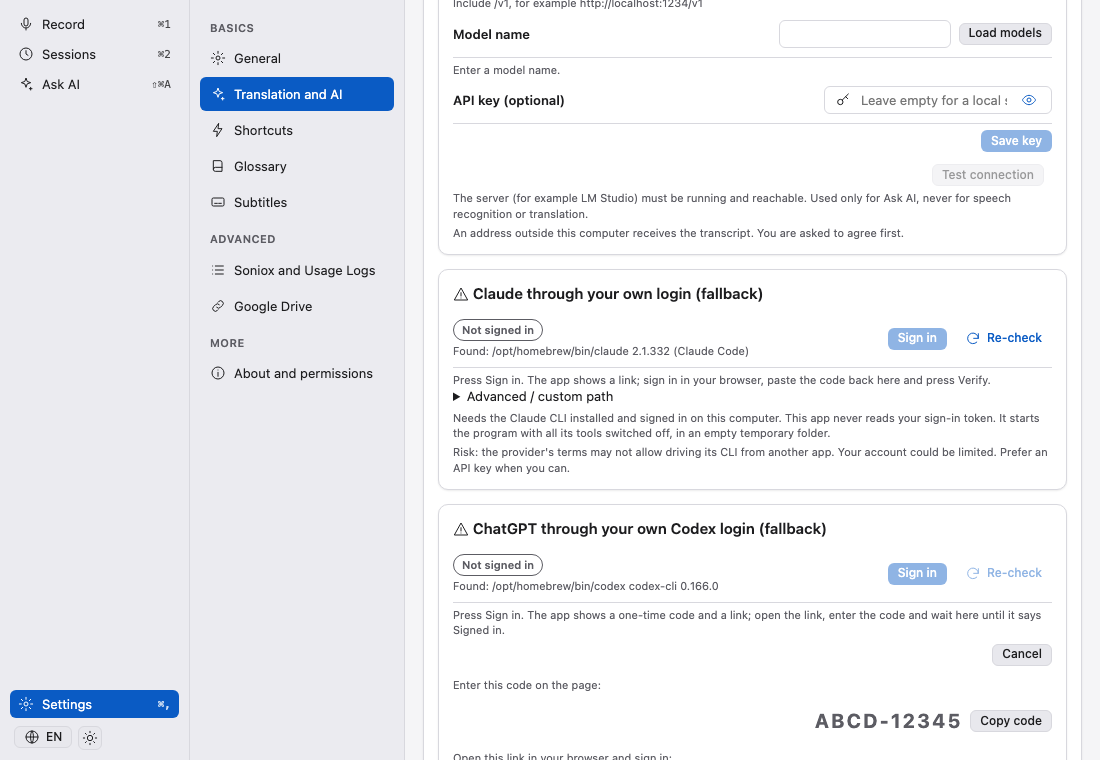 Record ⌘1
Sessions ⌘2
Ask AI ⇧⌘A
Settings ⌘,
EN
BASICS
General
Translation and AI
Shortcuts
Glossary
Subtitles
ADVANCED
Soniox and Usage Logs
Google Drive
MORE
About and permissions
Include /v1, for example http://localhost:1234/v1
Model name
Load models
Enter a model name.
API key (optional)
Leave empty for a local
Save key
Test connection
The server (for example LM Studio) must be running and reachable. Used only for Ask AI, never for speech
recognition or translation.
An address outside this computer receives the transcript. You are asked to agree first.
Claude through your own login (fallback)
Not signed in
Sign in
Re-check
Found: /opt/homebrew/bin/claude 2.1.332 (Claude Code)
Press Sign in. The app shows a link; sign in in your browser, paste the code back here and press Verify.
Advanced / custom path
Needs the Claude CLI installed and signed in on this computer. This app never reads your sign-in token. It starts
the program with all its tools switched off, in an empty temporary folder.
Risk: the provider's terms may not allow driving its CLI from another app. Your account could be limited. Prefer an
API key when you can.
ChatGPT through your own Codex login (fallback)
Not signed in
Sign in
Re-check
Found: /opt/homebrew/bin/codex codex-cli 0.166.0
Press Sign in. The app shows a one-time code and a link; open the link, enter the code and wait here until it says
Signed in.
Cancel
Enter this code on the page:
ABCD-12345
Copy code
Open this link in your browser and sign in: